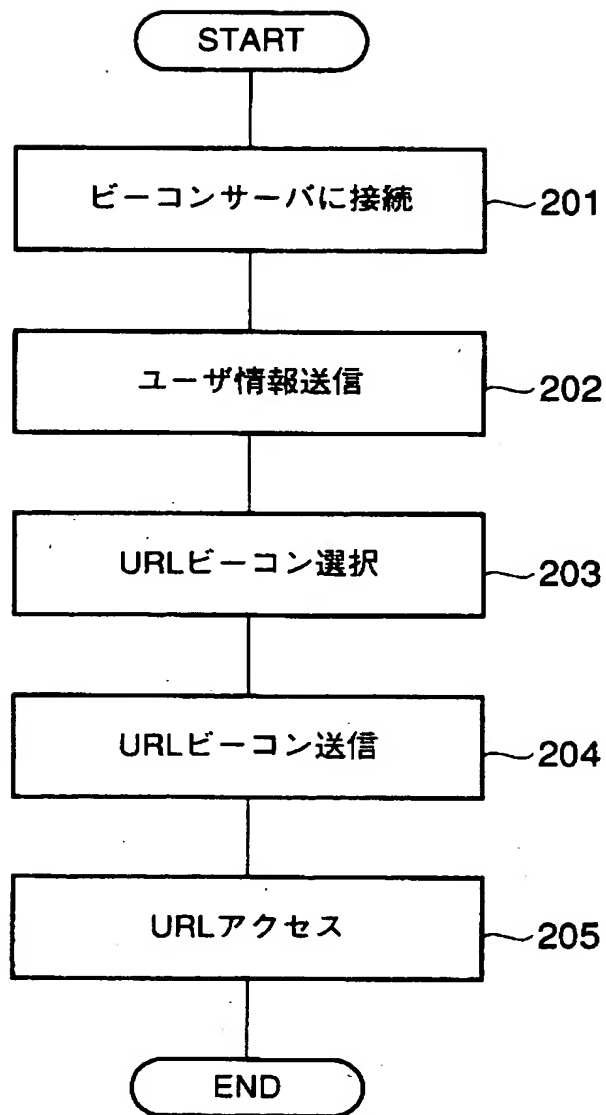 START
ビーコンサーバに接続
201
ユーザ情報送信
202
URLビーコン選択
203
URLビーコン送信
204
URLアクセス
205
END